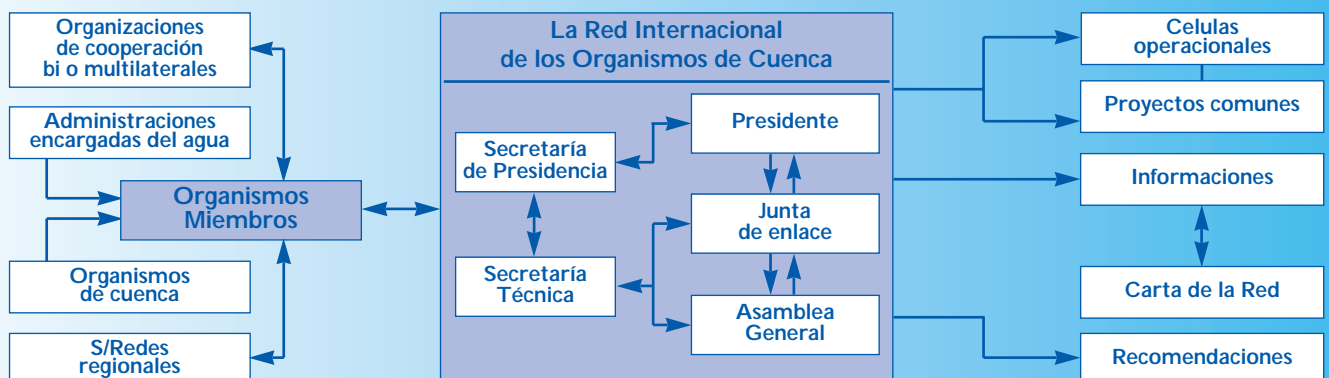 Organizaciones
de cooperación
bi o multilaterales
Administraciones
encargadas del agua
Organismos
Miembros
Organismos
de cuenca
S/Redes
regionales
La Red Internacional
de los Organismos de Cuenca
Secretaría
de Presidencia
Secretaría
Técnica
Presidente
Junta
de enlace
Asamblea
General
Celulas
operacionales
Proyectos comunes
Informaciones
Carta de la Red
Recomendaciones